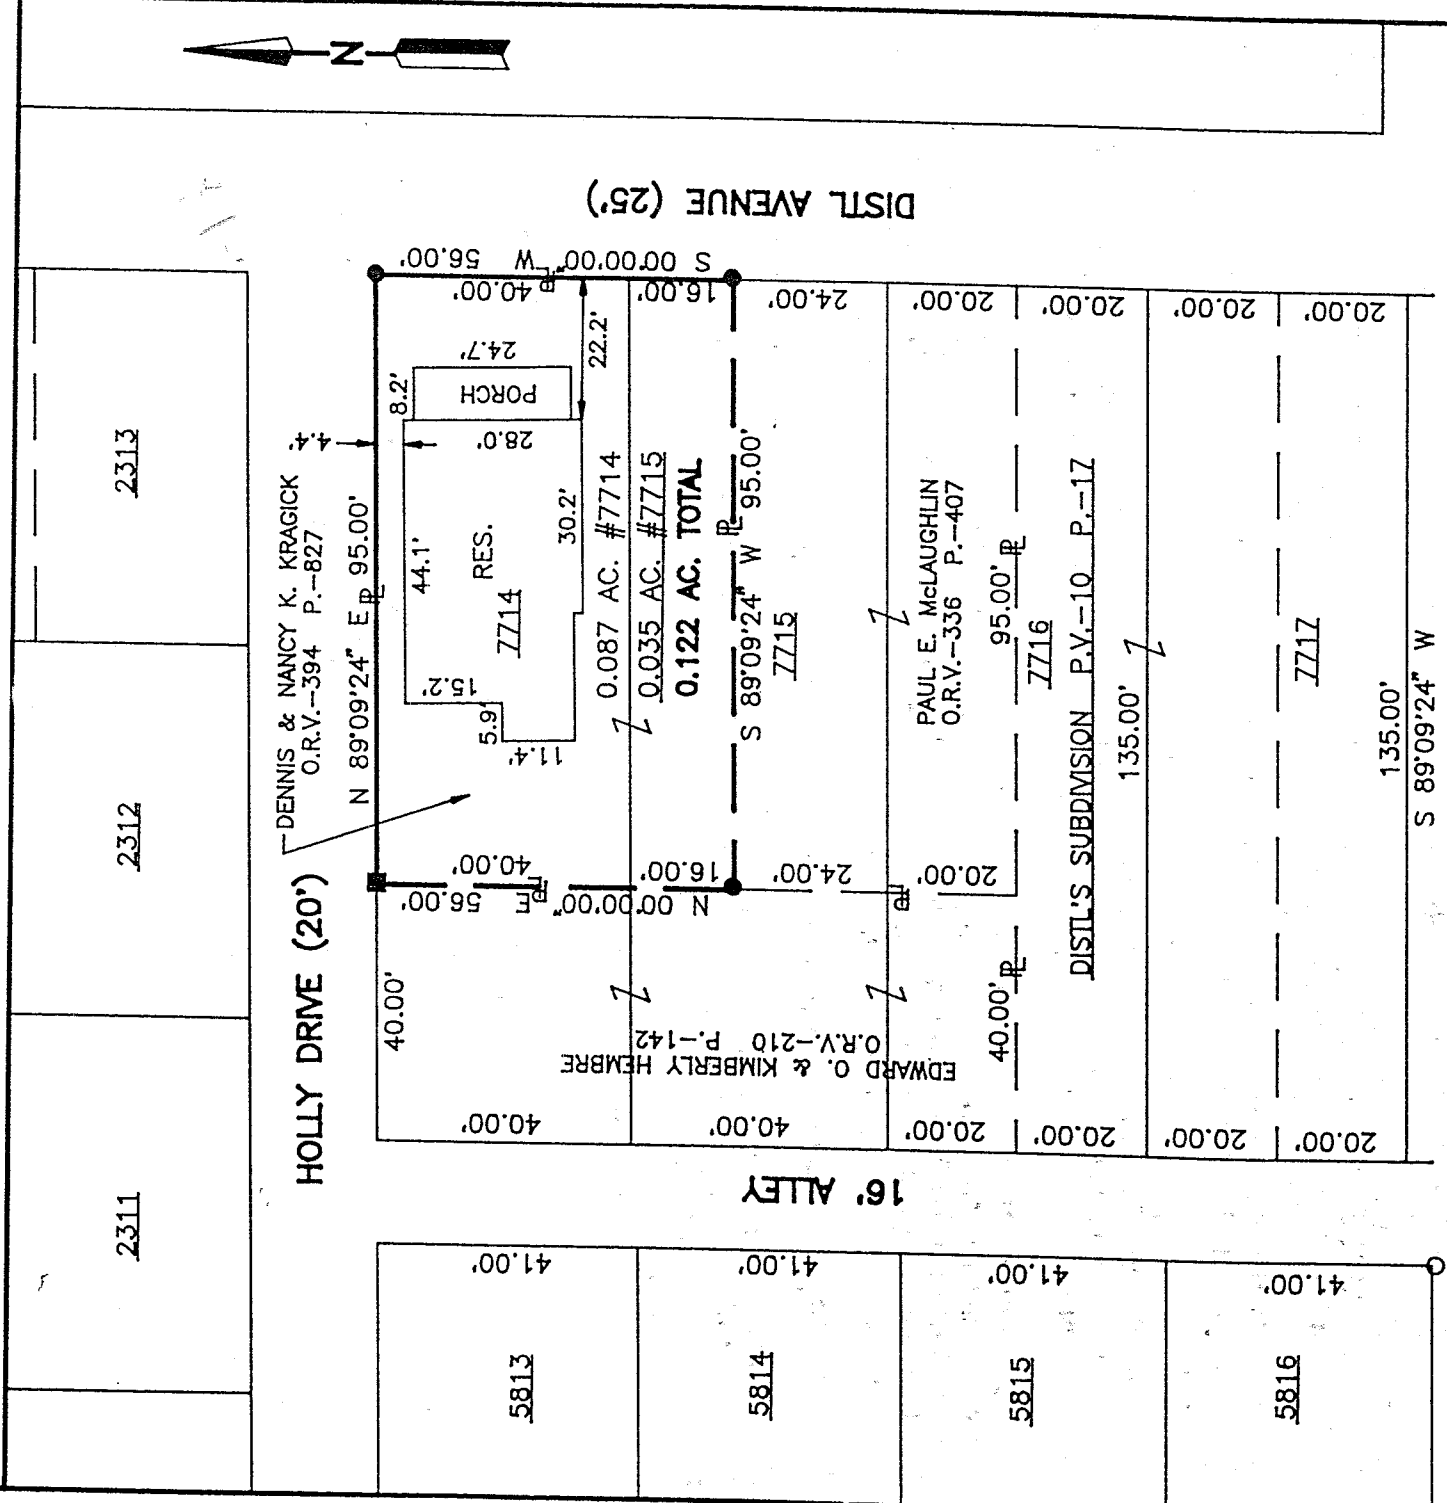 N
DISTL AVENUE (25')
HOLLY DRIVE (20')
16' ALLEY
2311
2312
2313
DENNIS & NANCY K. KRAGICK
O.R.V.-394 P.-827
N 89°09'24" E 95.00'
PL
4.4'
8.2'
24.7'
PORCH
28.0'
22.2'
44.1'
RES.
7714
30.2'
15.2'
5.9'
11.4'
0.087 AC. #7714
0.035 AC. #7715
0.122 AC. TOTAL
S 00°00'00" W 56.00'
PL
40.00'
16.00'
N 00°00'00" E 56.00'
PL
40.00'
16.00'
PL
S 89°09'24" W 95.00'
7715
24.00'
20.00'
20.00'
20.00'
20.00'
24.00'
PL
20.00'
PAUL E. McLAUGHLIN
O.R.V.-336 P.-407
95.00' PL
7716
DISTL'S SUBDIVISION P.V.-10 P.-17
135.00'
7717
135.00'
S 89°09'24" W
40.00'
EDWARD O. & KIMBERLY HEMBRE
O.R.V.-210 P.-142
40.00' PL
40.00'
40.00'
20.00'
20.00'
20.00'
20.00'
41.00'
41.00'
41.00'
41.00'
5813
5814
5815
5816